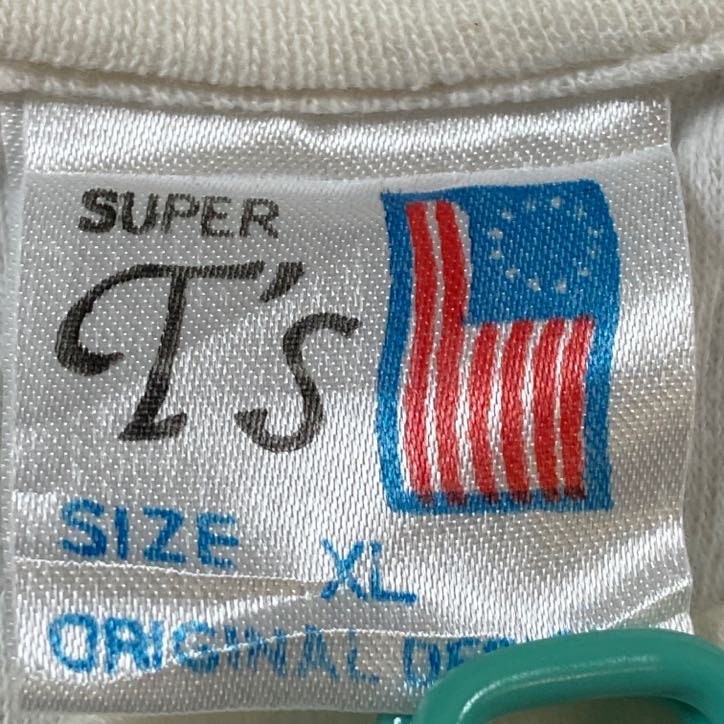 SUPER
T's
SIZE XL
ORIGINAL